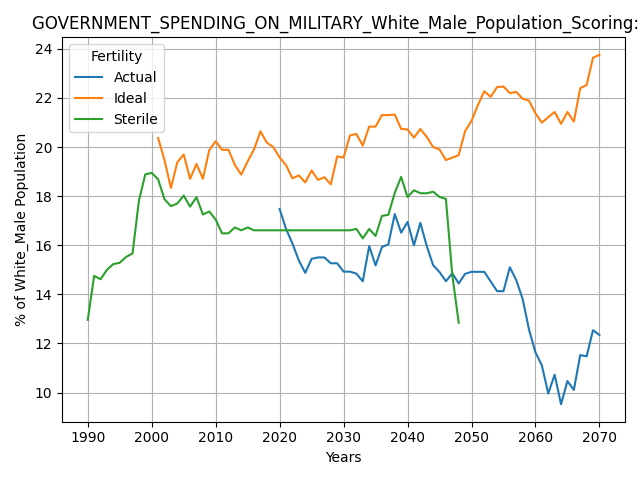 GOVERNMENT_SPENDING_ON_MILITARY_White_Male_Population_Scoring:
Fertility
Actual
Ideal
Sterile
% of White_Male Population
24
22
20
18
16
14
12
10
1990 2000 2010 2020 2030 2040 2050 2060 2070
Years